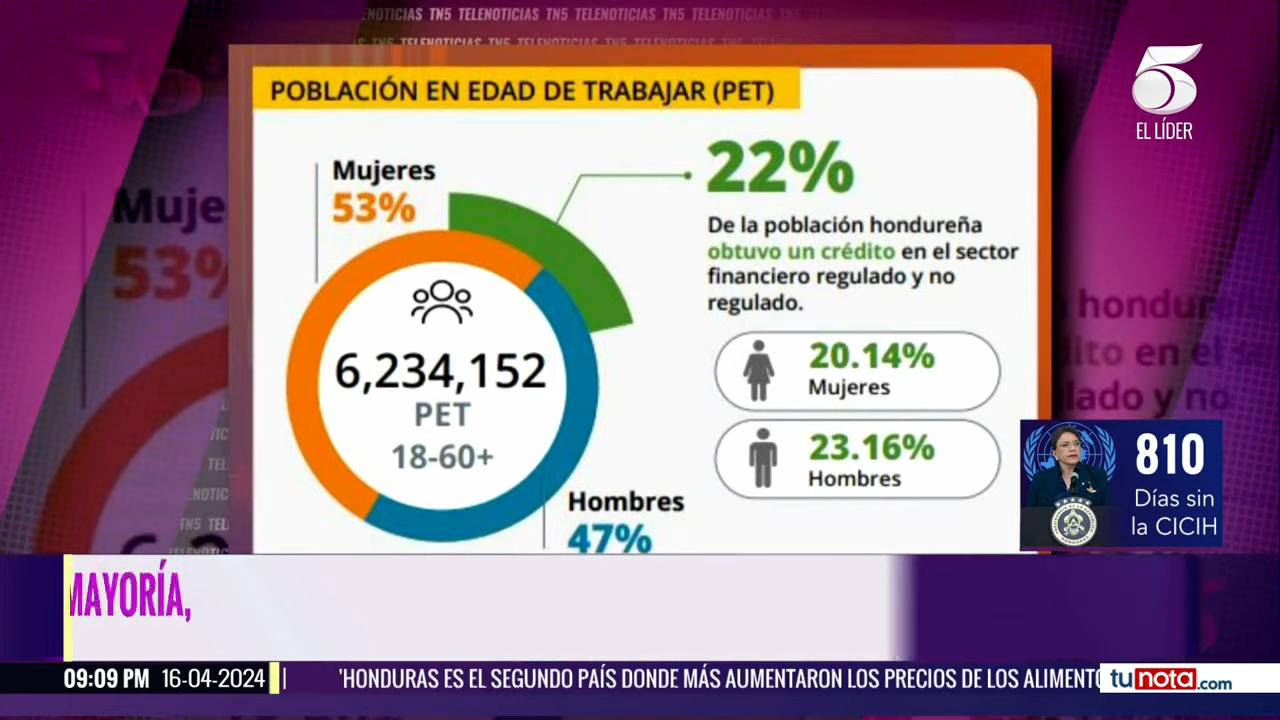 TELENOTICIAS TN5 TELENOTICIAS TN5 TELENOTICIAS TN5 TELENOTICIAS
POBLACIÓN EN EDAD DE TRABAJAR (PET)
5
EL LÍDER
Mujeres
53%
22%
De la población hondureña
obtuvo un crédito en el sector
financiero regulado y no
regulado.
6,234,152
PET
18-60+
20.14%
Mujeres
23.16%
Hombres
Hombres
47%
810
Días sin
la CICIH
MAYORÍA,
09:09 PM 16-04-2024
'HONDURAS ES EL SEGUNDO PAÍS DONDE MÁS AUMENTARON LOS PRECIOS DE LOS ALIMENTO
tunota.com